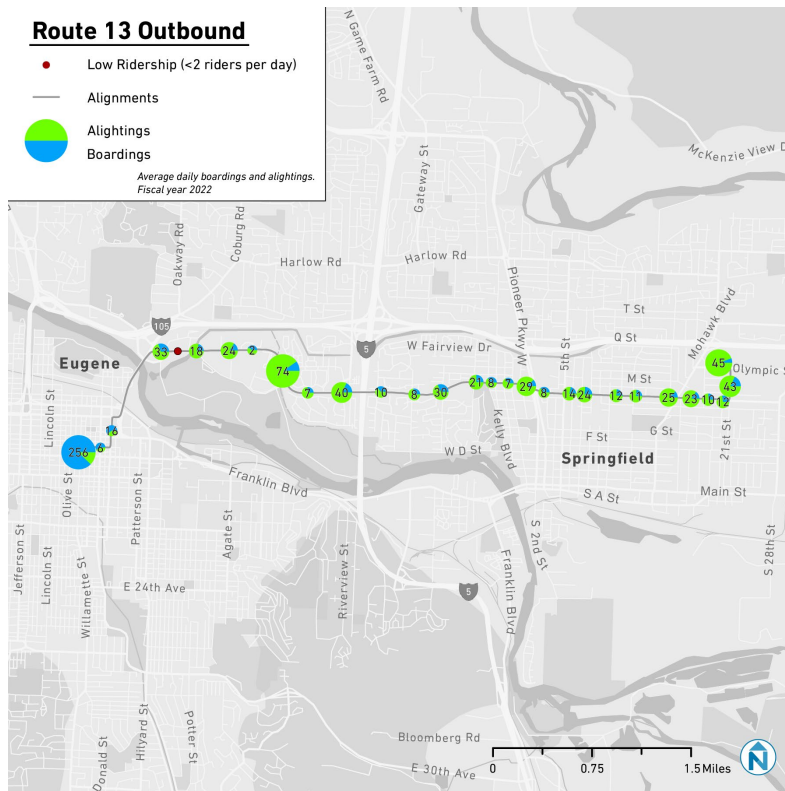 Route 13 Outbound
Low Ridership (<2 riders per day)
Alignments
Alightings
Boardings
Average daily boardings and alightings.
Fiscal year 2022
N Game Farm Rd
McKenzie View D
Gateway St
Oakway Rd
Coburg Rd
Harlow Rd
Harlow Rd
Pioneer Pkwy W
T St
Mohawk Blvd
105
5
Q St
W Fairview Dr
5th St
Eugene
35
18
24
2
74
7
40
10
8
30
21
8
7
29
8
14
24
12
11
25
23
10
12
43
45
M St
Olympic S
Lincoln St
16
6
256
Kelly Blvd
F St
G St
21st St
W D St
Springfield
Olive St
Patterson St
Franklin Blvd
S A St
Main St
Jefferson St
Lincoln St
Willamette St
Agate St
Riverview St
Franklin Blvd
S 2nd St
S 28th St
E 24th Ave
5
Donald St
Hilyard St
Potter St
Bloomberg Rd
E 30th Ave
0
0.75
1.5 Miles
N